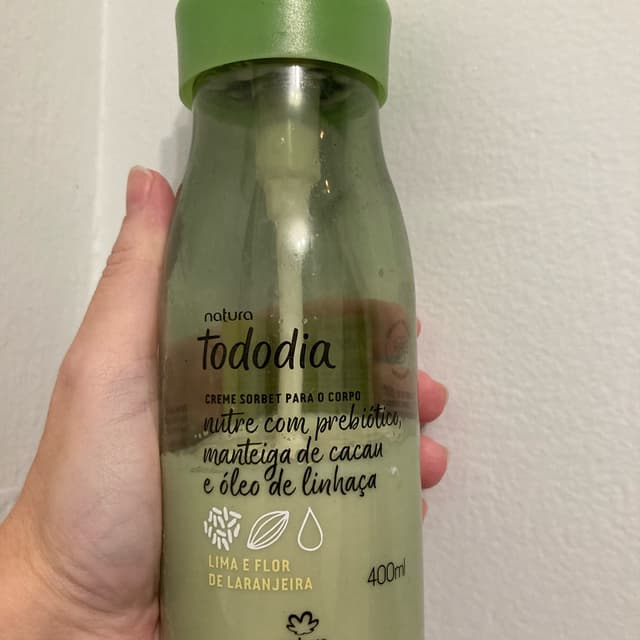 natura
tododia
CREME SORBET PARA O CORPO
nutre com prebiótico,
manteiga de cacau
e óleo de linhaça
LIMA E FLOR
DE LARANJEIRA
400ml